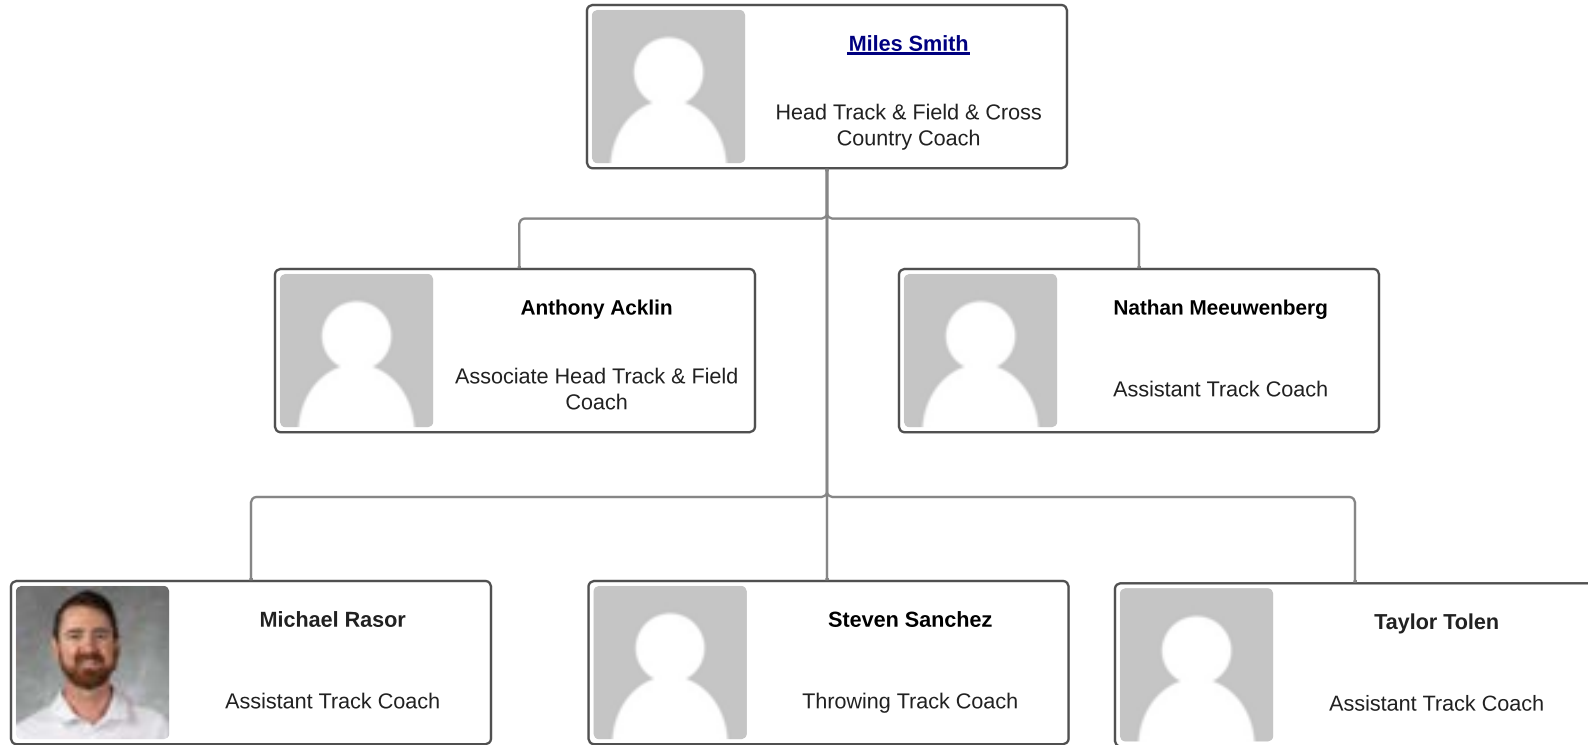 Miles Smith
Head Track & Field & Cross
Country Coach
Anthony Acklin
Associate Head Track & Field
Coach
Nathan Meeuwenberg
Assistant Track Coach
Michael Rasor
Assistant Track Coach
Steven Sanchez
Throwing Track Coach
Taylor Tolen
Assistant Track Coach